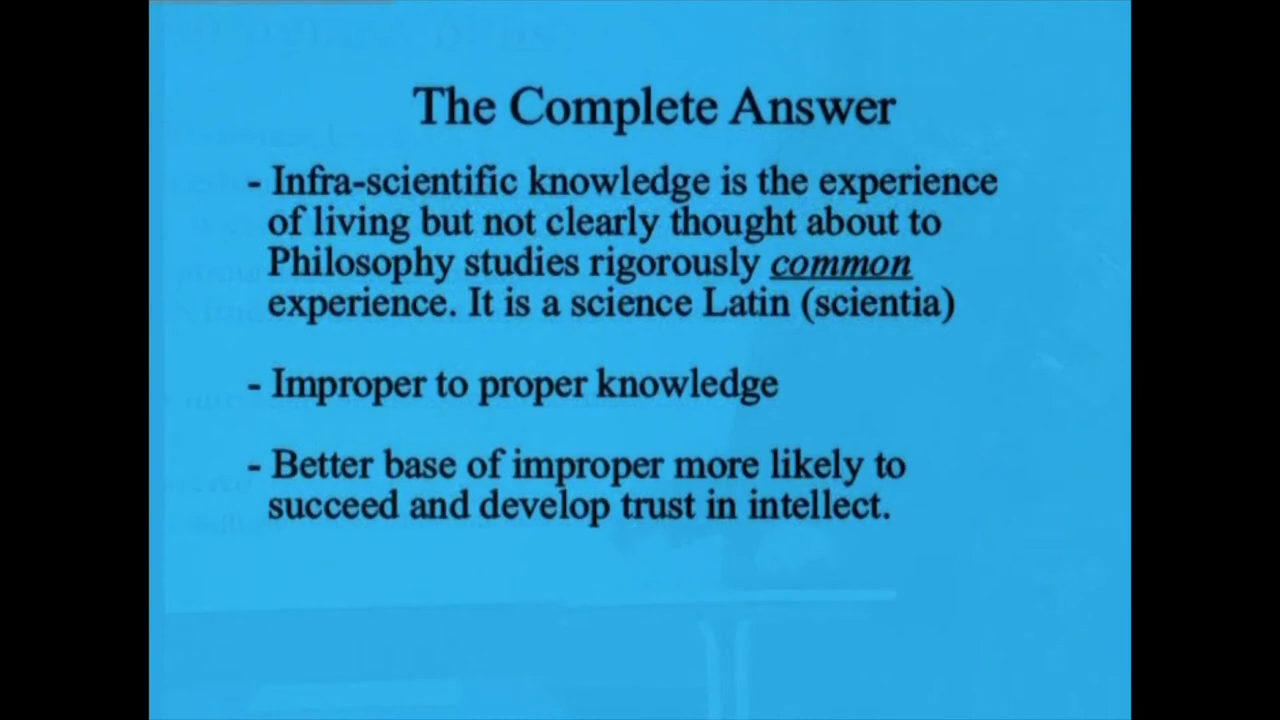 The Complete Answer
- Infra-scientific knowledge is the experience
of living but not clearly thought about to
Philosophy studies rigorously common
experience. It is a science Latin (scientia)
- Improper to proper knowledge
- Better base of improper more likely to
succeed and develop trust in intellect.